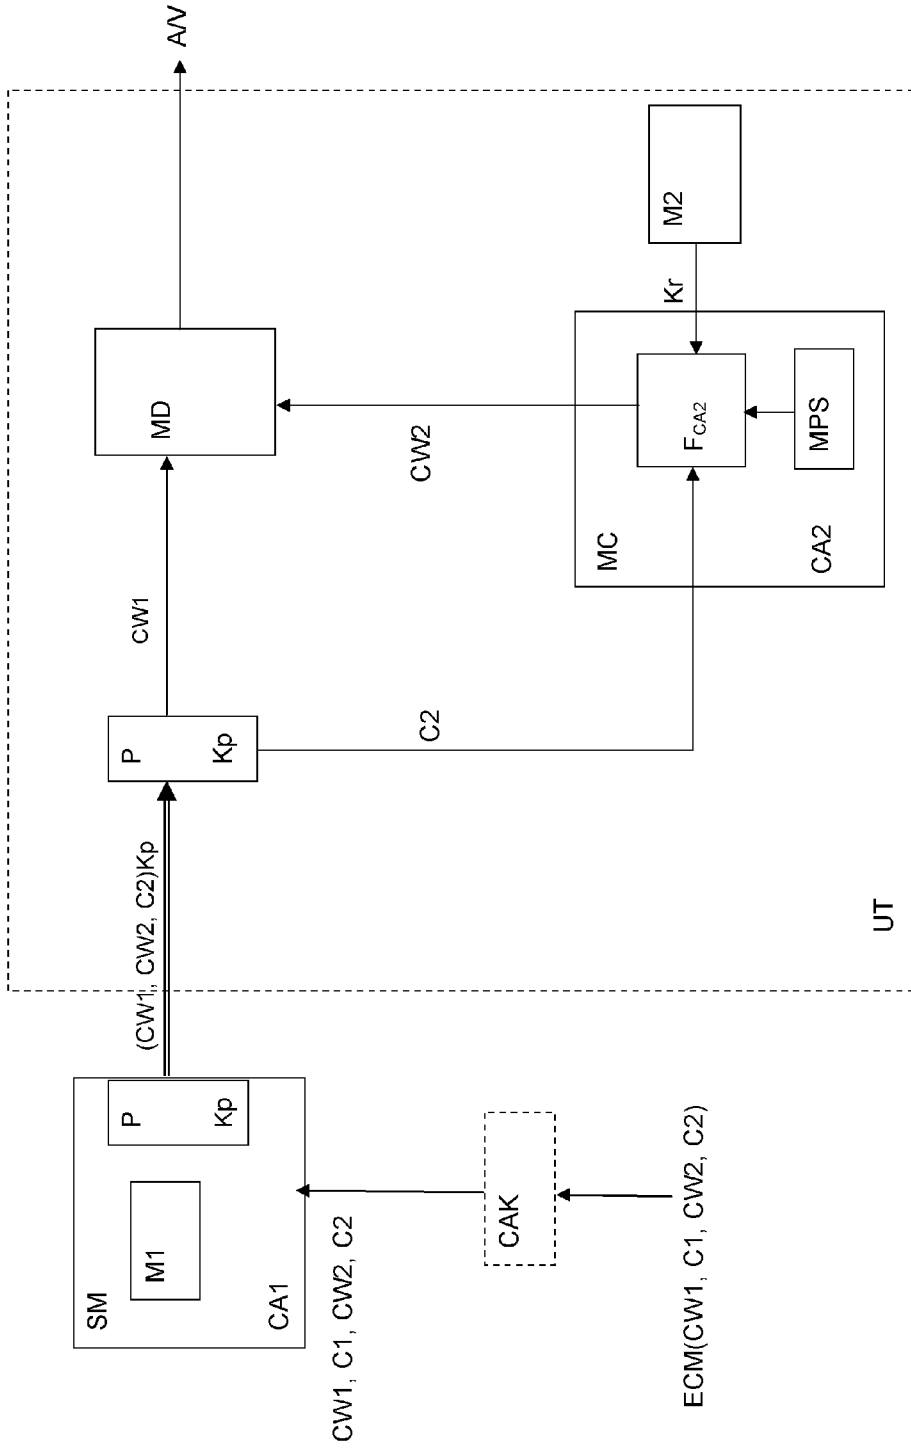 SM
M1
P
Kp
CA1
CW1, C1, CW2, C2
CAK
ECM(CW1, C1, CW2, C2)
(CW1, CW2, C2)Kp
P
Kp
UT
CW1
C2
MD
CW2
MC
F_CA2
MPS
CA2
Kr
M2
A/V